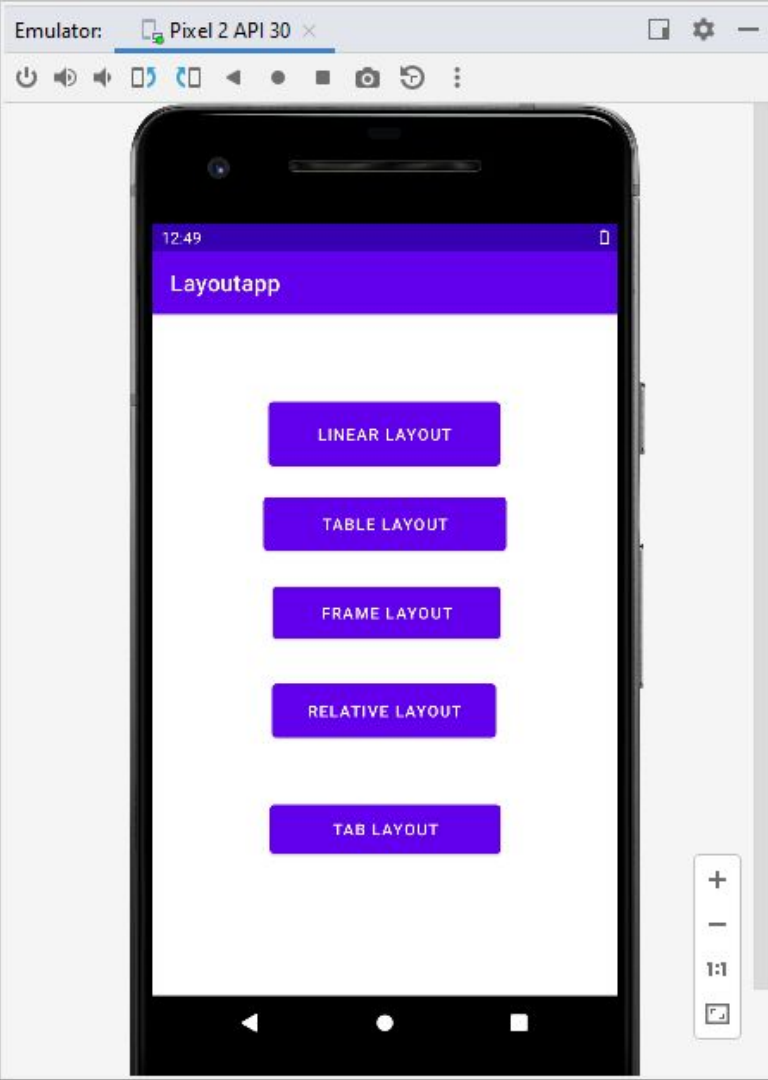 Emulator: Pixel 2 API 30
12:49
Layoutapp
LINEAR LAYOUT
TABLE LAYOUT
FRAME LAYOUT
RELATIVE LAYOUT
TAB LAYOUT
1:1